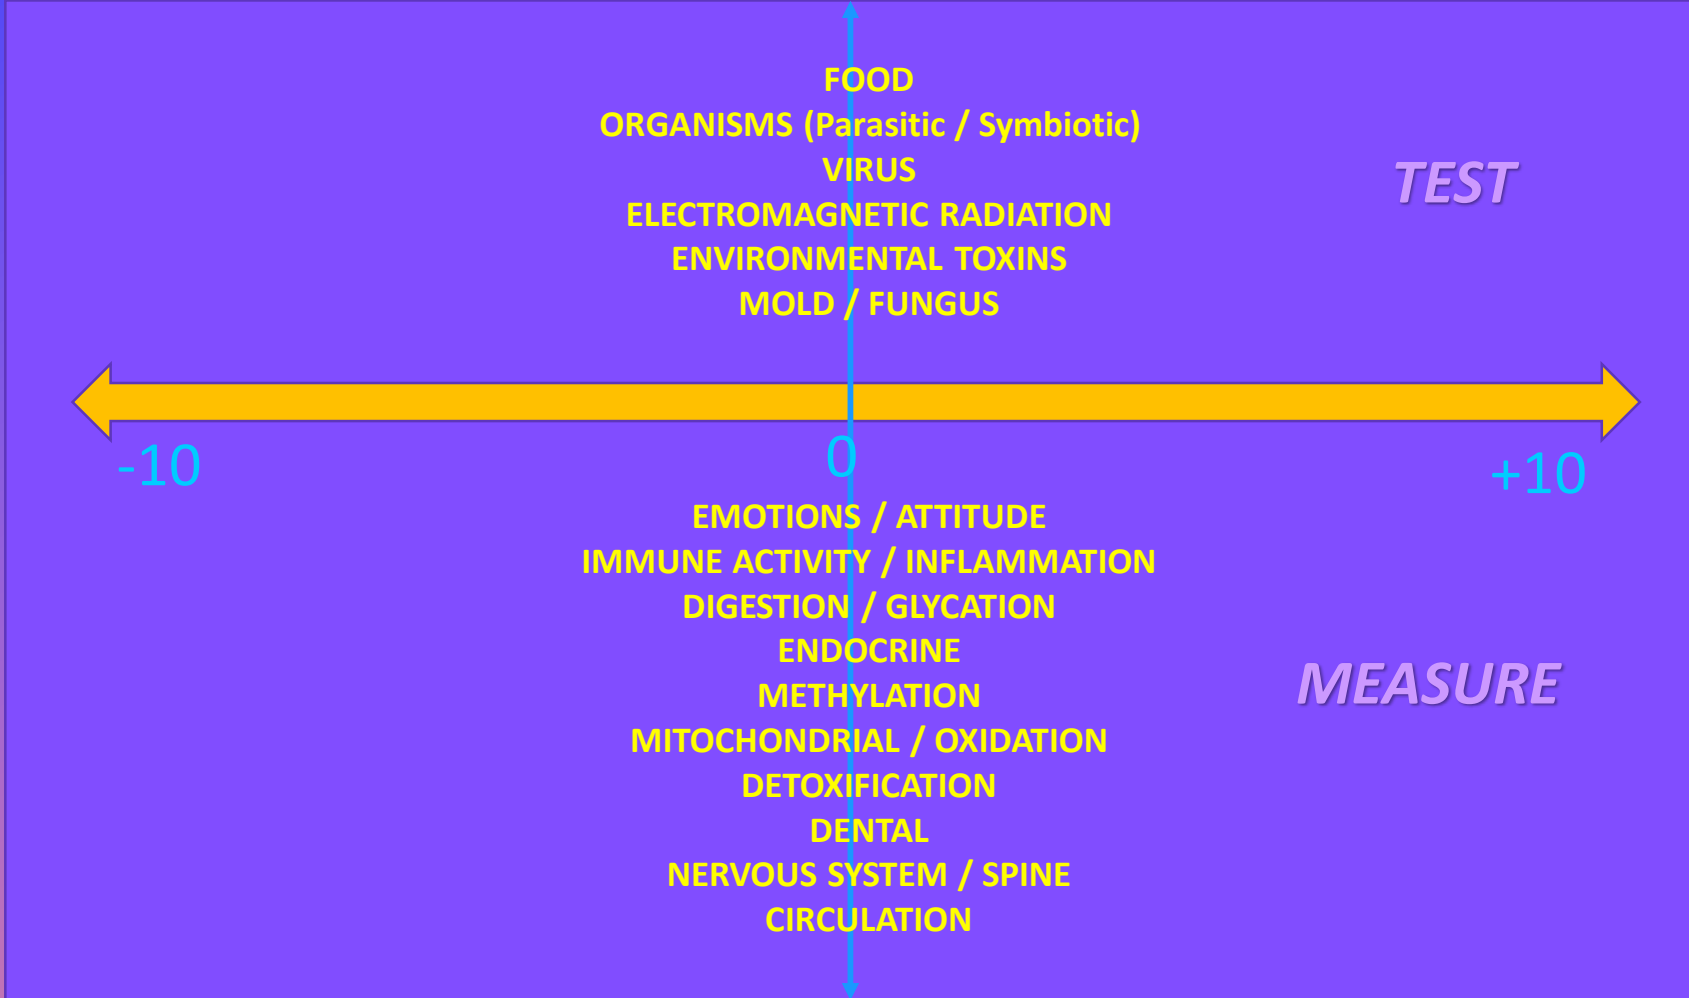 FOOD
ORGANISMS (Parasitic / Symbiotic)
VIRUS
TEST
ELECTROMAGNETIC RADIATION
ENVIRONMENTAL TOXINS
MOLD / FUNGUS
-10
0
+10
EMOTIONS / ATTITUDE
IMMUNE ACTIVITY / INFLAMMATION
DIGESTION / GLYCATION
ENDOCRINE
METHYLATION
MEASURE
MITOCHONDRIAL / OXIDATION
DETOXIFICATION
DENTAL
NERVOUS SYSTEM / SPINE
CIRCULATION